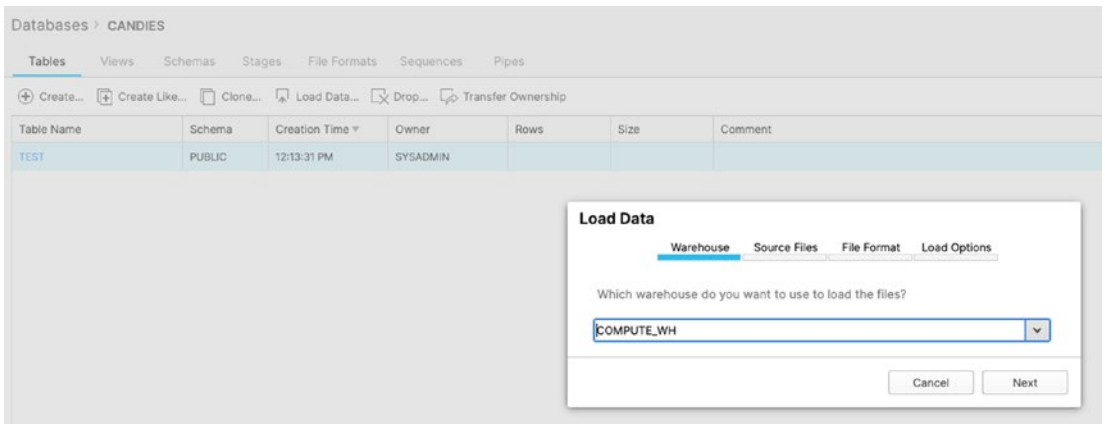 Databases > CANDIES
Tables Views Schemas Stages File Formats Sequences Pipes
Create... Create Like... Clone... Load Data... Drop... Transfer Ownership
Table Name Schema Creation Time Owner Rows Size Comment
TEST PUBLIC 12:13:31 PM SYSADMIN
Load Data
Warehouse Source Files File Format Load Options
Which warehouse do you want to use to load the files?
COMPUTE_WH
Cancel Next